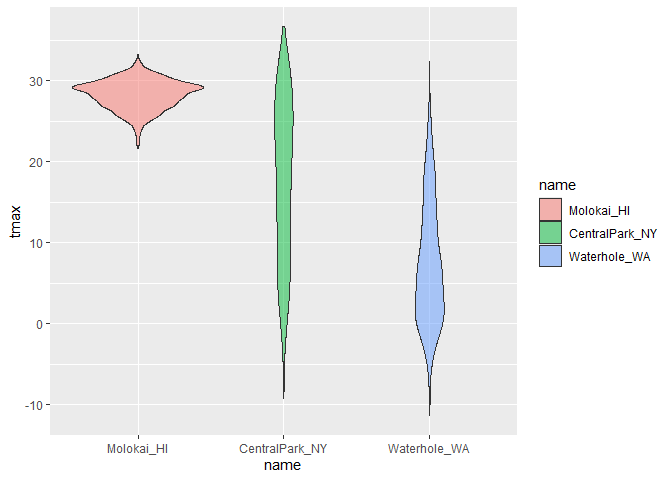 30
20
10
0
-10
tmax
Molokai_HI
CentralPark_NY
Waterhole_WA
name
name
Molokai_HI
CentralPark_NY
Waterhole_WA